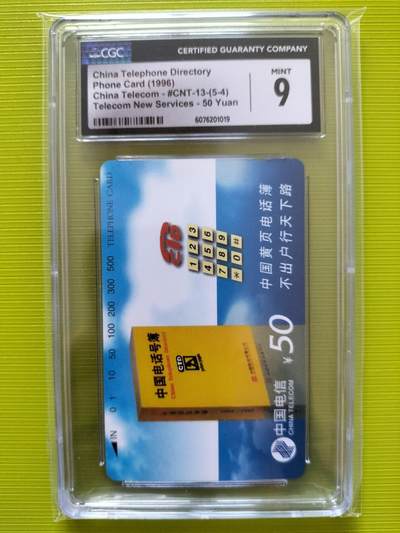 CGC
CERTIFIED GUARANTY COMPANY
China Telephone Directory
Phone Card (1996)
China Telecom - #CNT-13-(5-4)
Telecom New Services - 50 Yuan
MINT
9
6076201019
IN 0 1 10 50 100 200 300 500 TELEPHONE CARD
1 2 3
4 5 6
7 8 9
* 0 #
中国黄页电话簿
不出户行天下路
中国电话号簿
CTD
中国电信
CHINA TELECOM
¥ 50